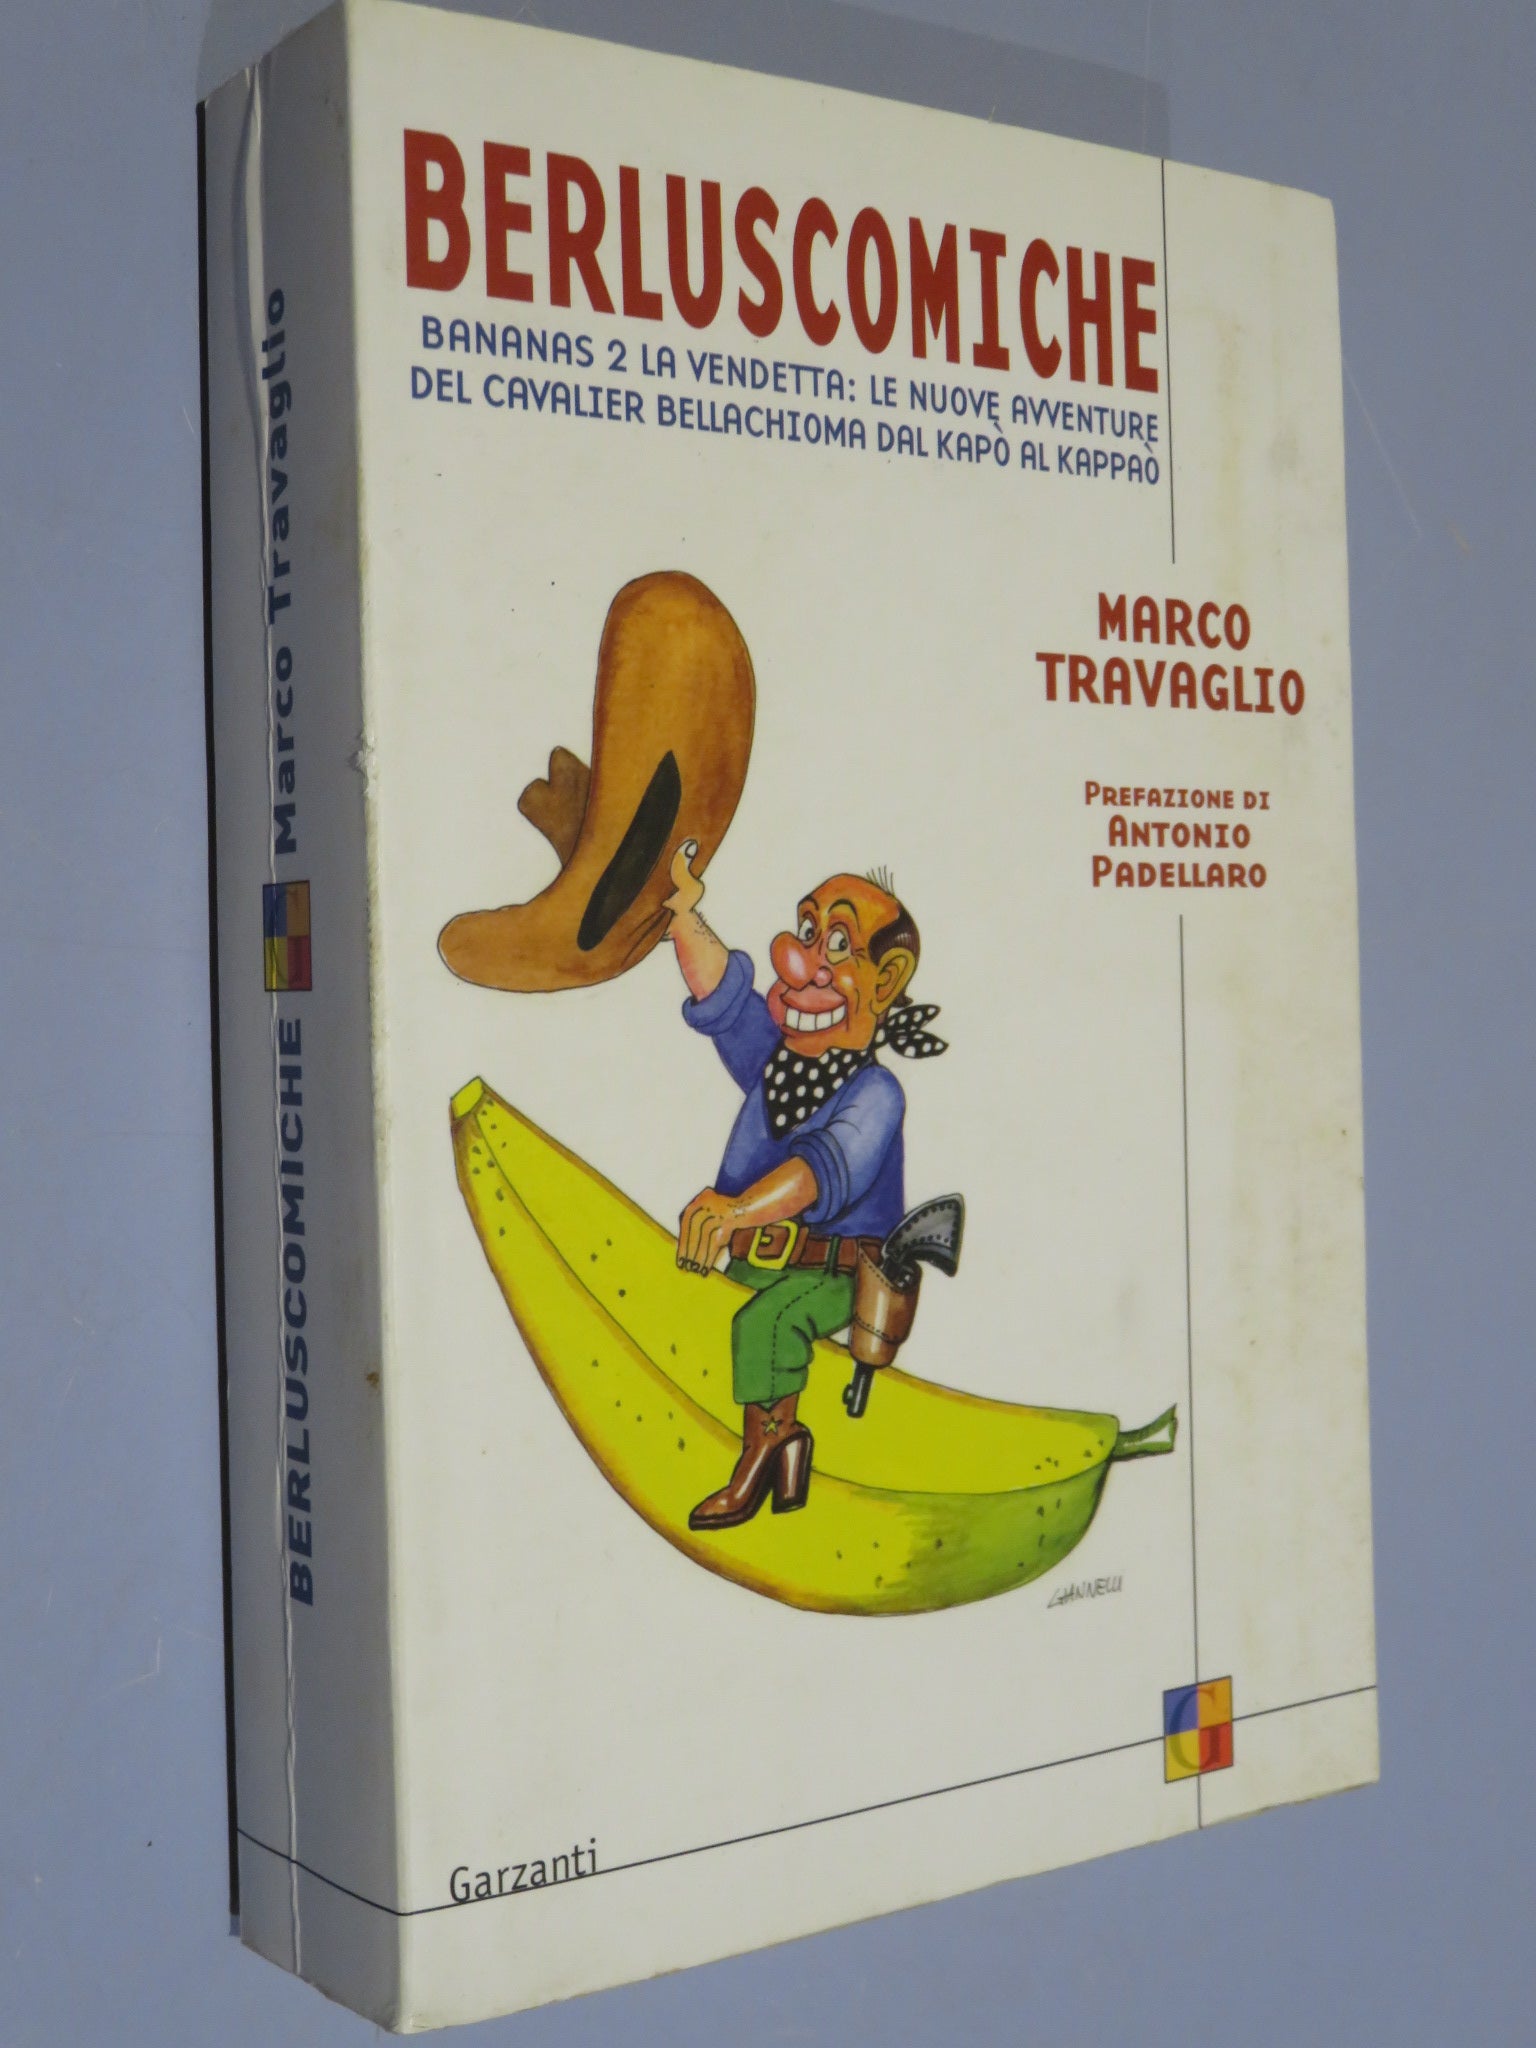 BERLUSCOMICHE
BANANAS 2 LA VENDETTA: LE NUOVE AVVENTURE
DEL CAVALIER BELLACHIOMA DAL KAPÒ AL KAPPAÒ
MARCO
TRAVAGLIO
PREFAZIONE DI
ANTONIO
PADELLARO
GIANNELLI
G
Garzanti
BERLUSCOMICHE G Marco Travaglio